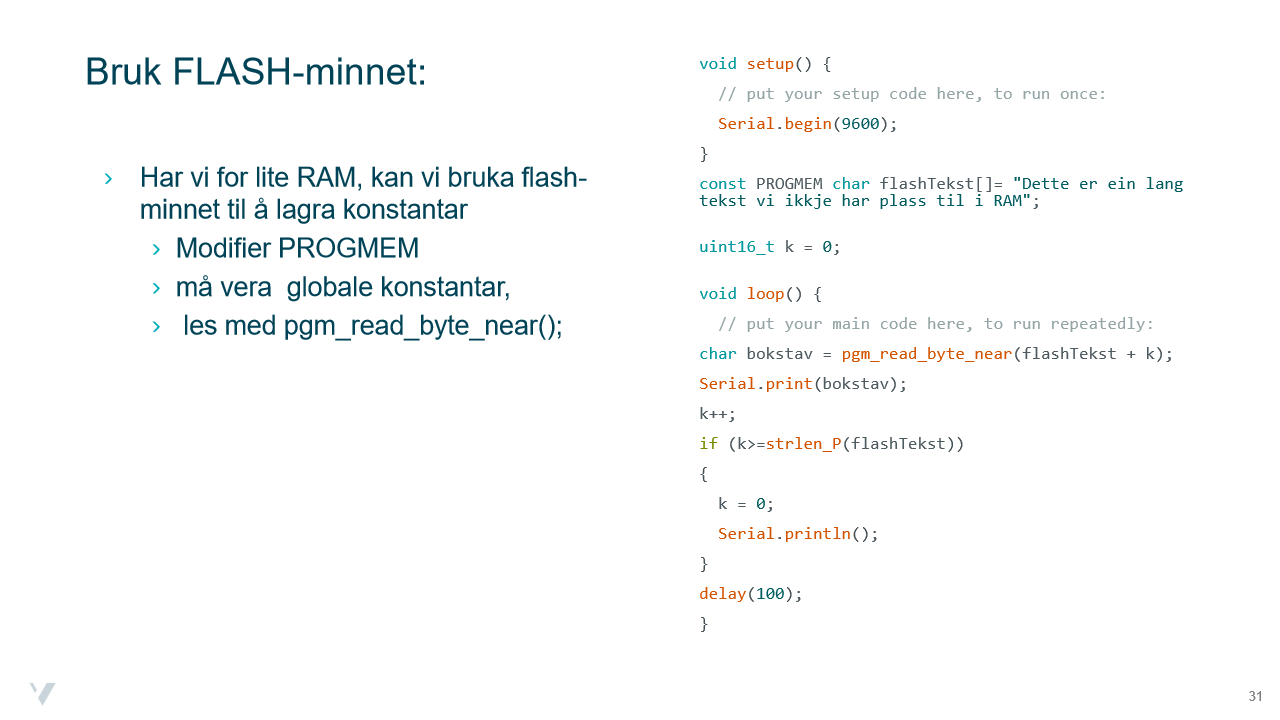 Bruk FLASH-minnet:
› Har vi for lite RAM, kan vi bruka flash-
minnet til å lagra konstantar
› Modifier PROGMEM
› må vera  globale konstantar,
› les med pgm_read_byte_near();
void setup() {
  // put your setup code here, to run once:
  Serial.begin(9600);
}
const PROGMEM char flashTekst[]= "Dette er ein lang
tekst vi ikkje har plass til i RAM";
uint16_t k = 0;
void loop() {
  // put your main code here, to run repeatedly:
char bokstav = pgm_read_byte_near(flashTekst + k);
Serial.print(bokstav);
k++;
if (k>=strlen_P(flashTekst))
{
  k = 0;
  Serial.println();
}
delay(100);
}
31